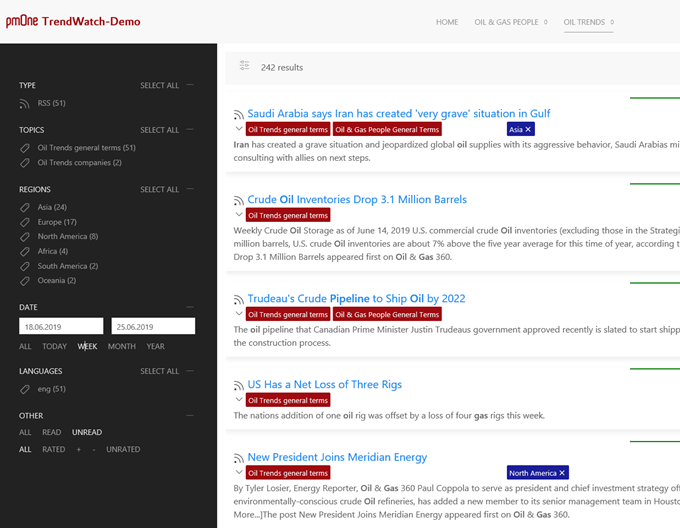 pmOne TrendWatch-Demo
HOME OIL & GAS PEOPLE 0 OIL TRENDS 0
TYPE SELECT ALL
RSS (51)
TOPICS SELECT ALL
Oil Trends general terms (51)
Oil Trends companies (2)
REGIONS SELECT ALL
Asia (24)
Europe (17)
North America (8)
Africa (4)
South America (2)
Oceania (2)
DATE
18.06.2019 25.06.2019
ALL TODAY WEEK MONTH YEAR
LANGUAGES SELECT ALL
eng (51)
OTHER
ALL READ UNREAD
ALL RATED + - UNRATED
242 results
Saudi Arabia says Iran has created 'very grave' situation in Gulf
Oil Trends general terms Oil & Gas People General Terms Asia ✕
Iran has created a grave situation and jeopardized global oil supplies with its aggressive behavior, Saudi Arabias mi
consulting with allies on next steps.
Crude Oil Inventories Drop 3.1 Million Barrels
Oil Trends general terms
Weekly Crude Oil Storage as of June 14, 2019 U.S. commercial crude Oil inventories (excluding those in the Strategi
million barrels, U.S. crude Oil inventories are about 7% above the five year average for this time of year, according t
Drop 3.1 Million Barrels appeared first on Oil & Gas 360.
Trudeau's Crude Pipeline to Ship Oil by 2022
Oil Trends general terms Oil & Gas People General Terms
The oil pipeline that Canadian Prime Minister Justin Trudeaus government approved recently is slated to start shipp
the construction process.
US Has a Net Loss of Three Rigs
Oil Trends general terms
The nations addition of one oil rig was offset by a loss of four gas rigs this week.
New President Joins Meridian Energy
Oil Trends general terms North America ✕
By Tyler Losier, Energy Reporter, Oil & Gas 360 Paul Coppola to serve as president and chief investment strategy of
environmentally-conscious crude Oil refineries, has added a new member to its senior management team in Housto
More...]The post New President Joins Meridian Energy appeared first on Oil & Gas 360.